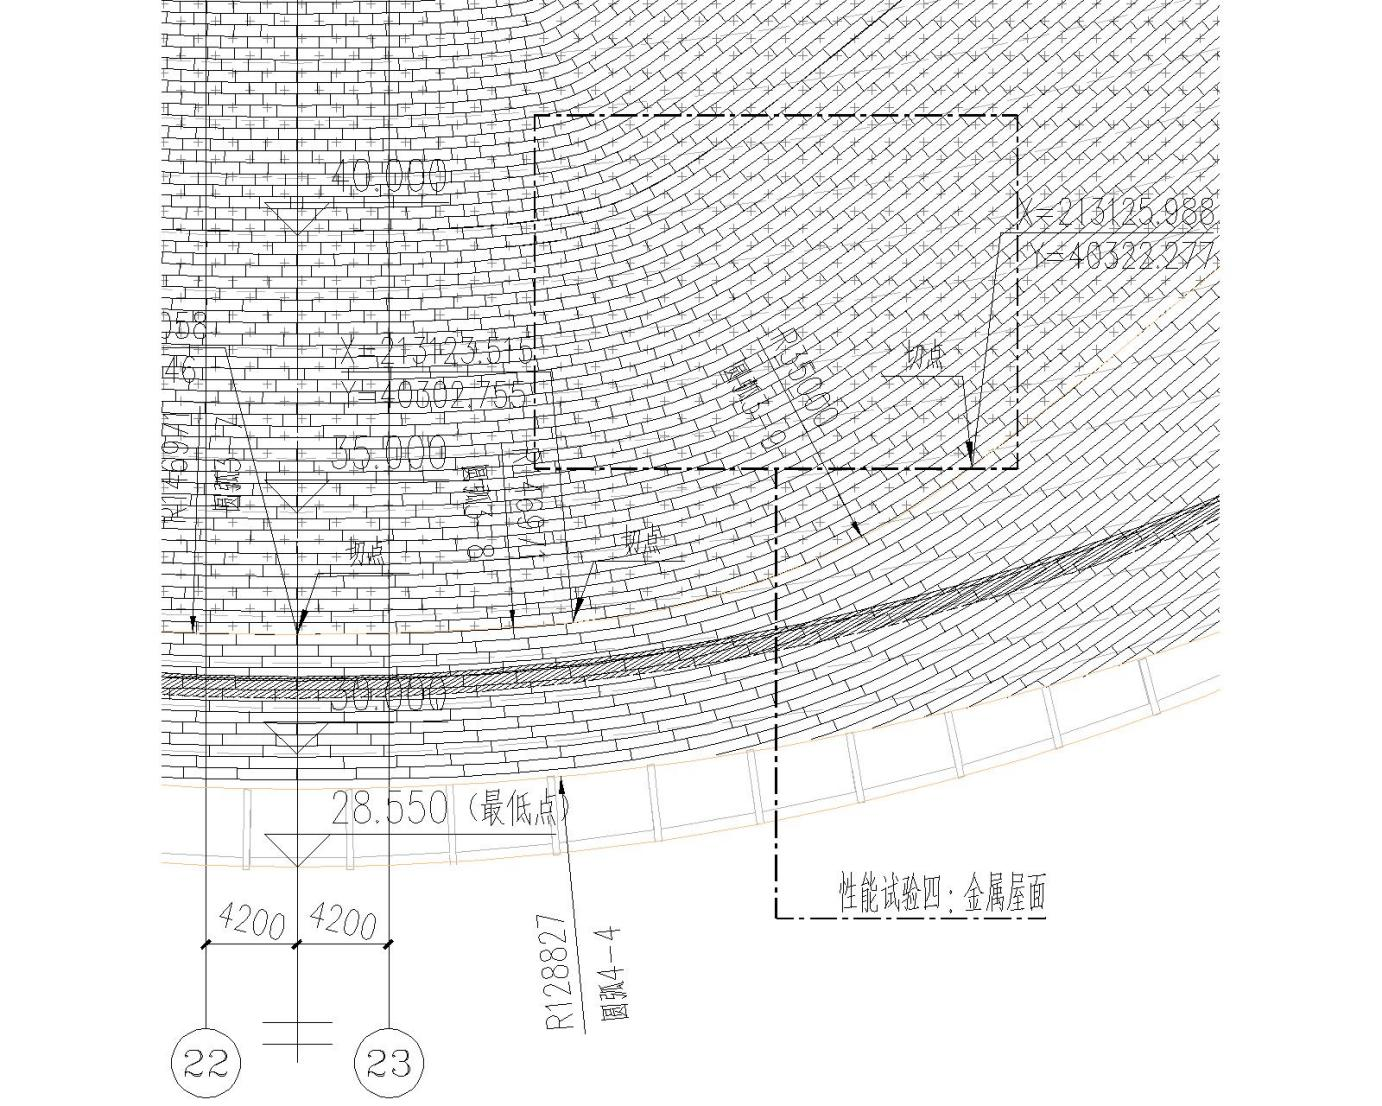 40.000
X=213125.988
Y=40322.277
058
46
X=213123.515
Y=40302.755
R35000
圆弧3-9
切点
35.000
R146971
圆弧3-7
圆弧3-8
R146971
切点
切点
30.000
28.550 (最低点)
性能试验四：金属屋面
4200
4200
R128827
圆弧4-4
22
23